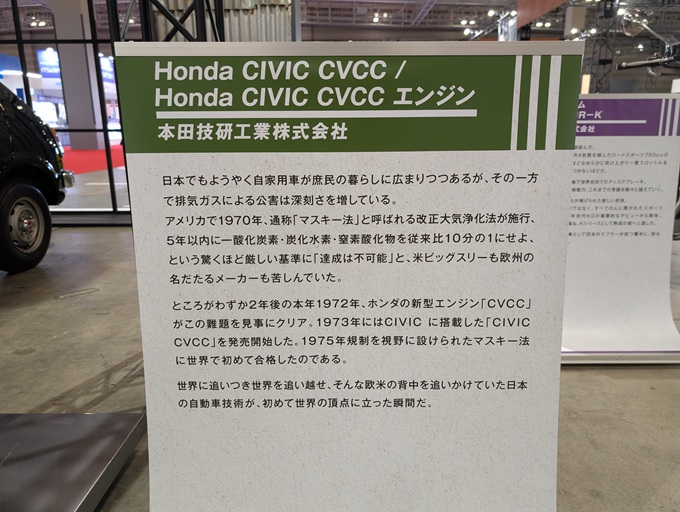 Honda CIVIC CVCC /
Honda CIVIC CVCC エンジン
本田技研工業株式会社
日本でもようやく自家用車が庶民の暮らしに広まりつつあるが、その一方
で排気ガスによる公害は深刻さを増している。
アメリカで1970年、通称「マスキー法」と呼ばれる改正大気浄化法が施行、
5年以内に一酸化炭素・炭化水素・窒素酸化物を従来比10分の1にせよ、
という驚くほど厳しい基準に「達成は不可能」と、米ビッグスリーも欧州の
名だたるメーカーも苦しんでいた。
ところがわずか2年後の本年1972年、ホンダの新型エンジン「CVCC」
がこの難題を見事にクリア。1973年にはCIVIC に搭載した「CIVIC
CVCC」を発売開始した。1975年規制を視野に設けられたマスキー法
に世界で初めて合格したのである。
世界に追いつき世界を追い越せ、そんな欧米の背中を追いかけていた日本
の自動車技術が、初めて世界の頂点に立った瞬間だ。
ム
R-K
式会社